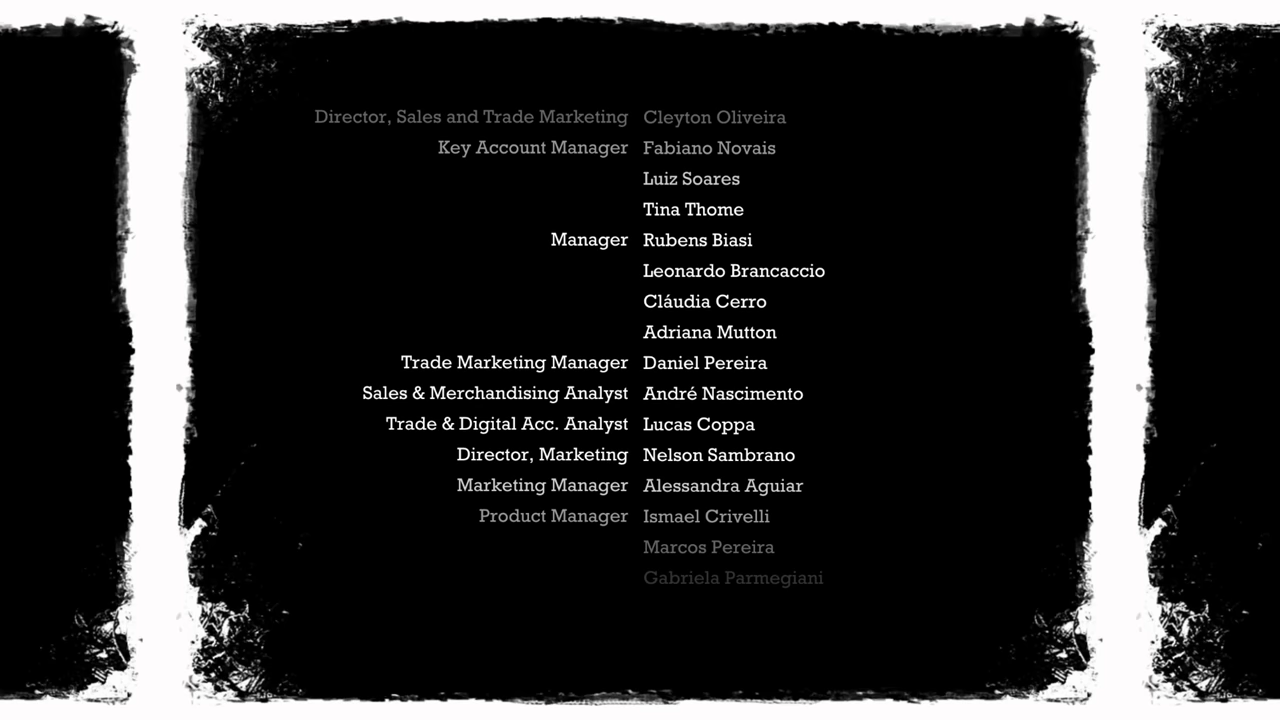 Director, Sales and Trade Marketing Cleyton Oliveira
Key Account Manager Fabiano Novais
Luiz Soares
Tina Thome
Manager Rubens Biasi
Leonardo Brancaccio
Cláudia Cerro
Adriana Mutton
Trade Marketing Manager Daniel Pereira
Sales & Merchandising Analyst André Nascimento
Trade & Digital Acc. Analyst Lucas Coppa
Director, Marketing Nelson Sambrano
Marketing Manager Alessandra Aguiar
Product Manager Ismael Crivelli
Marcos Pereira
Gabriela Parmegiani